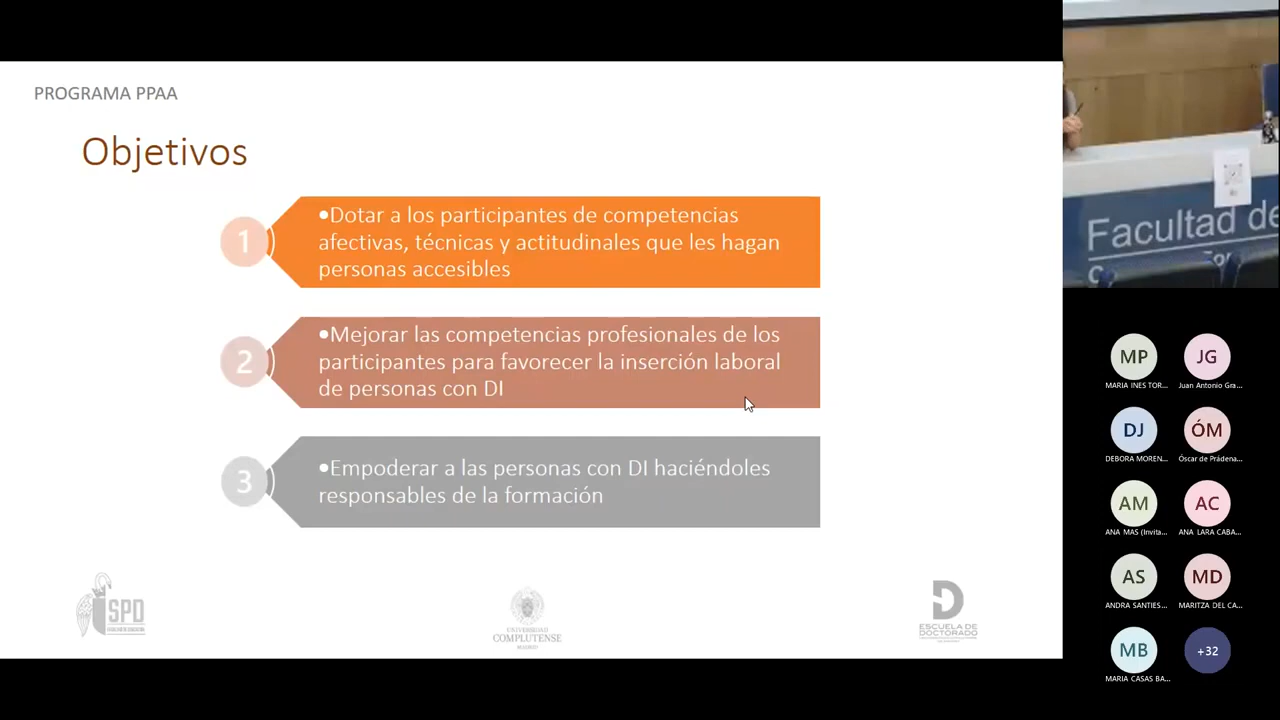 PROGRAMA PPAA
Objetivos
1
•Dotar a los participantes de competencias
afectivas, técnicas y actitudinales que les hagan
personas accesibles
2
•Mejorar las competencias profesionales de los
participantes para favorecer la inserción laboral
de personas con DI
3
•Empoderar a las personas con DI haciéndoles
responsables de la formación
SPD
UNIVERSIDAD
COMPLUTENSE
MADRID
D
ESCUELA DE
DOCTORADO
Facultad de
MP
MARIA INES TOR...
JG
Juan Antonio Gra...
DJ
DEBORA MOREN...
ÓM
Óscar de Prádena...
AM
ANA MAS (Invita...
AC
ANA LARA CABA...
AS
ANDRA SANTIES...
MD
MARITZA DEL CA...
MB
MARIA CASAS BA...
+32